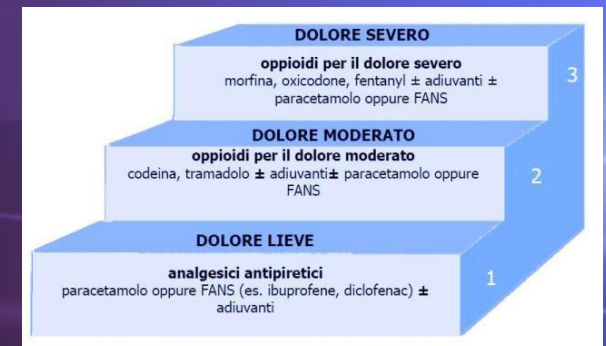 DOLORE SEVERO
oppioidi per il dolore severo
morfina, oxicodone, fentanyl ± adiuvanti ±
paracetamolo oppure FANS
3
DOLORE MODERATO
oppioidi per il dolore moderato
codeina, tramadolo ± adiuvanti± paracetamolo oppure
FANS
2
DOLORE LIEVE
analgesici antipiretici
paracetamolo oppure FANS (es. ibuprofene, diclofenac) ±
adiuvanti
1